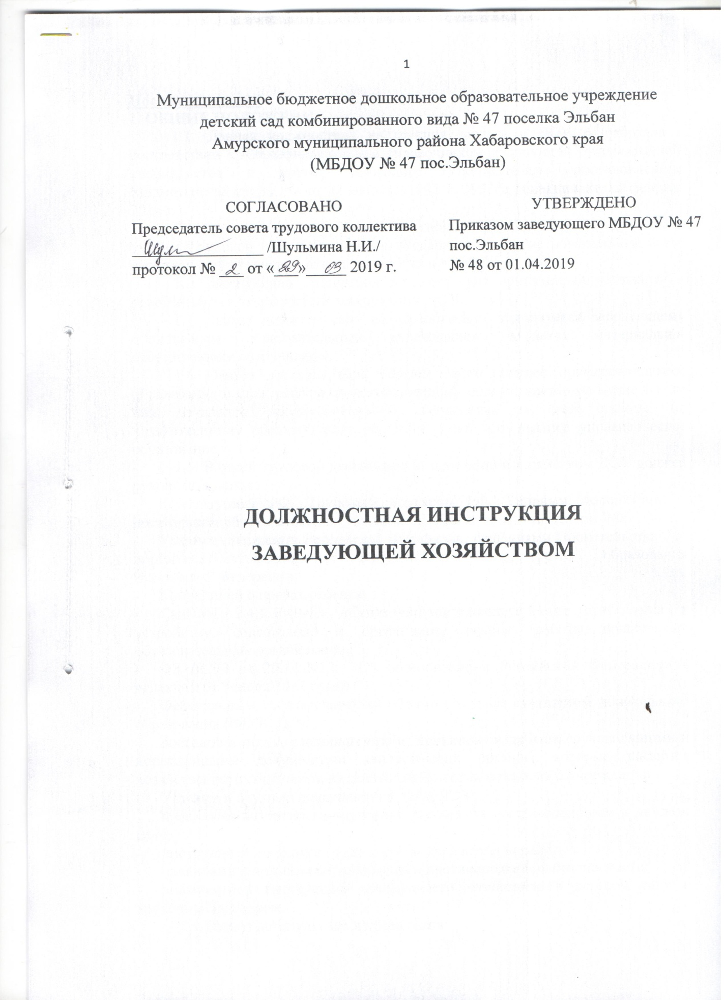 1
Муниципальное бюджетное дошкольное образовательное учреждение
детский сад комбинированного вида № 47 поселка Эльбан
Амурского муниципального района Хабаровского края
(МБДОУ № 47 пос.Эльбан)
СОГЛАСОВАНО
Председатель совета трудового коллектива
/Шульмина Н.И./
протокол № 2 от «29» 03 2019 г.
УТВЕРЖДЕНО
Приказом заведующего МБДОУ № 47
пос.Эльбан
№ 48 от 01.04.2019
ДОЛЖНОСТНАЯ ИНСТРУКЦИЯ
ЗАВЕДУЮЩЕЙ ХОЗЯЙСТВОМ